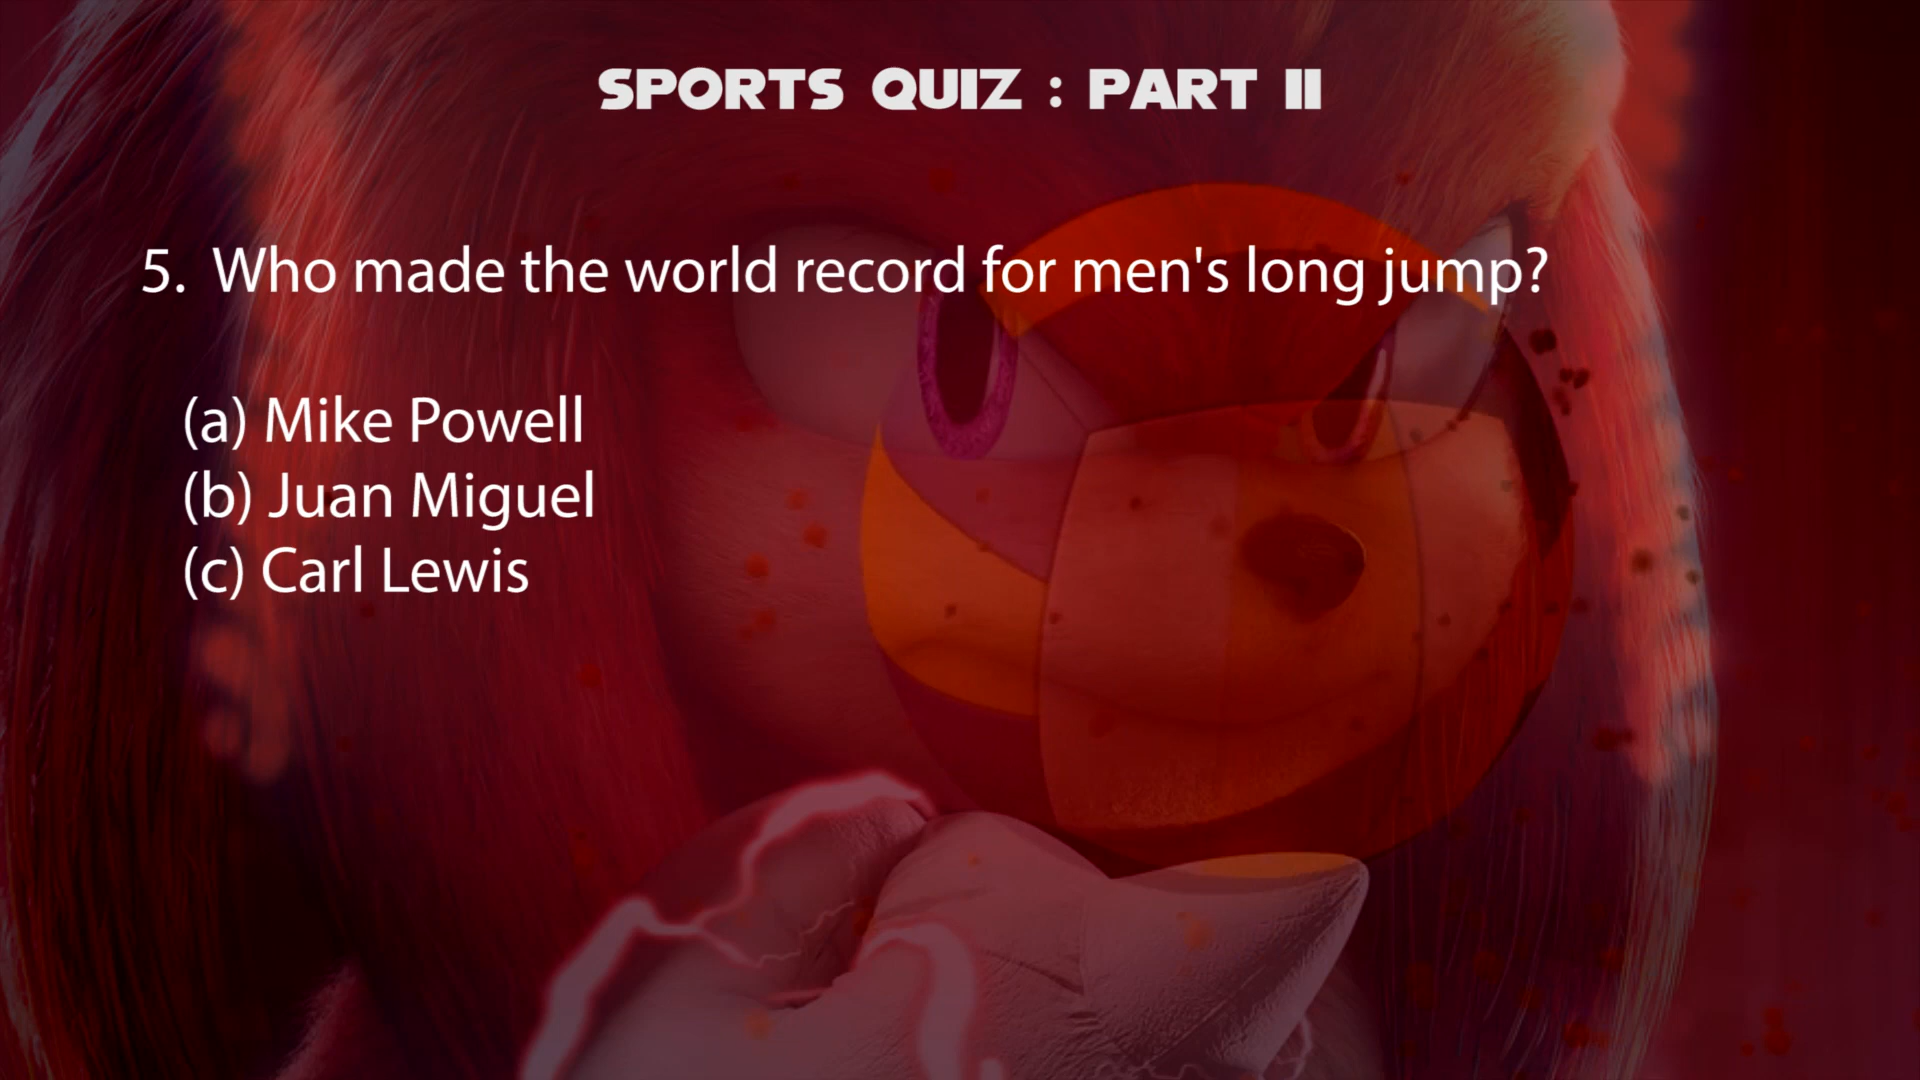 SPORTS QUIZ : PART II
5. Who made the world record for men's long jump?
(a) Mike Powell
(b) Juan Miguel
(c) Carl Lewis